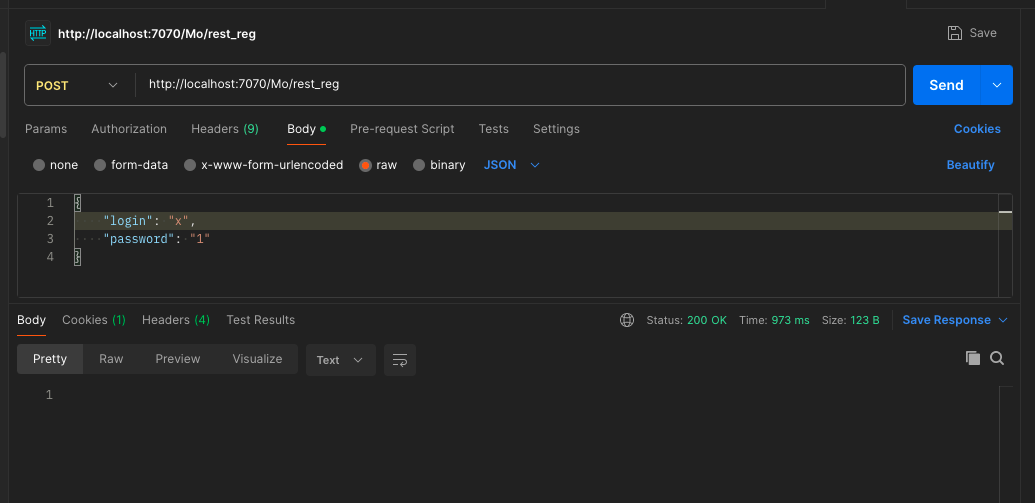 HTTP http://localhost:7070/Mo/rest_reg Save
POST http://localhost:7070/Mo/rest_reg Send
Params Authorization Headers (9) Body Pre-request Script Tests Settings Cookies
none form-data x-www-form-urlencoded raw binary JSON Beautify
1 {
2 "login": "x",
3 "password": "1"
4 }
Body Cookies (1) Headers (4) Test Results Status: 200 OK Time: 973 ms Size: 123 B Save Response
Pretty Raw Preview Visualize Text
1